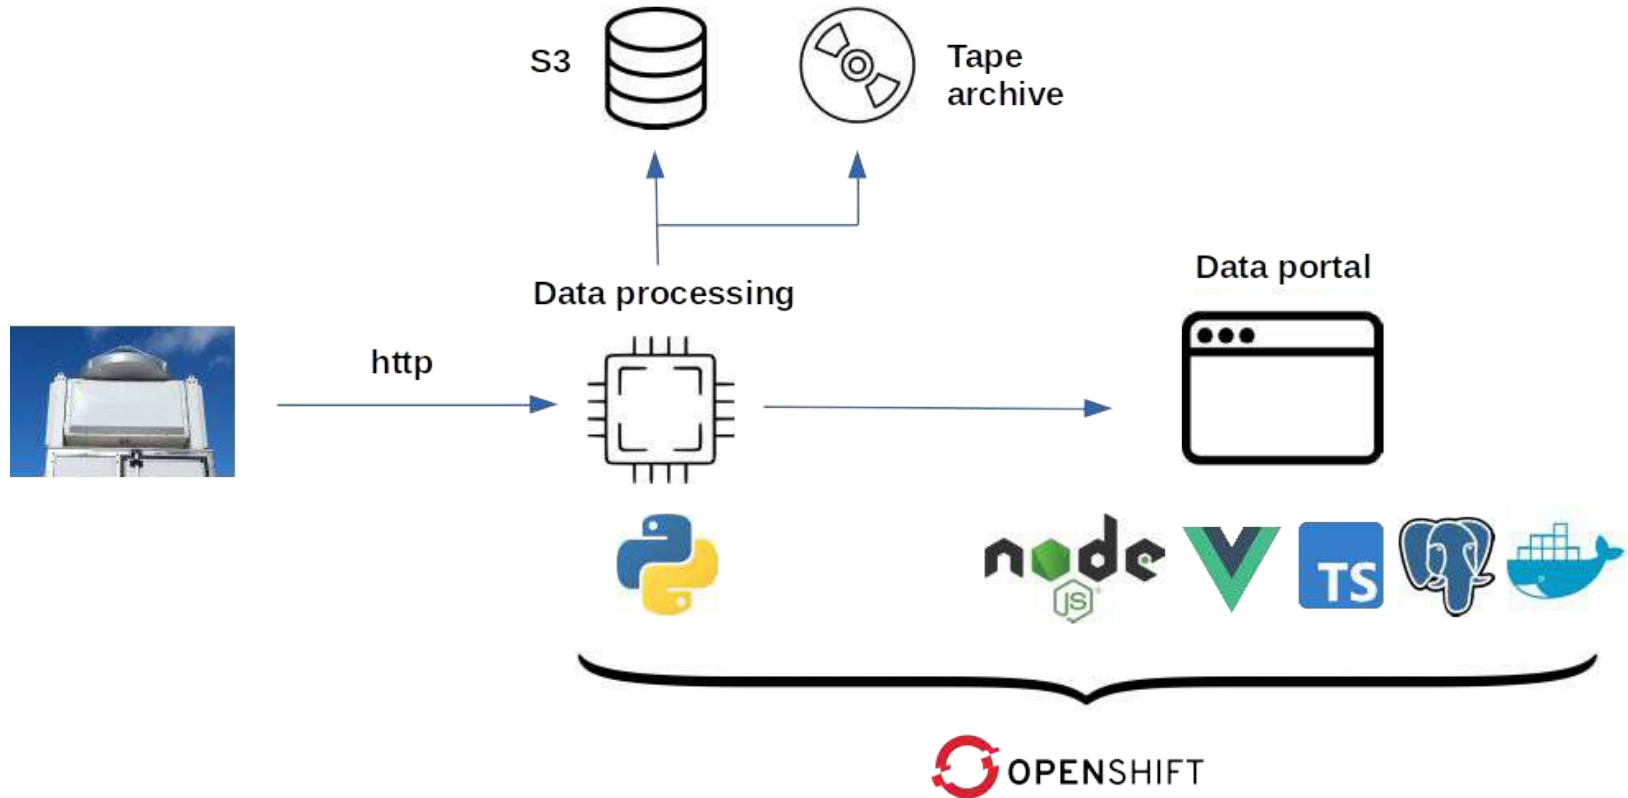 S3
Tape
archive
Data processing
Data portal
http
node
JS
TS
OPENSHIFT